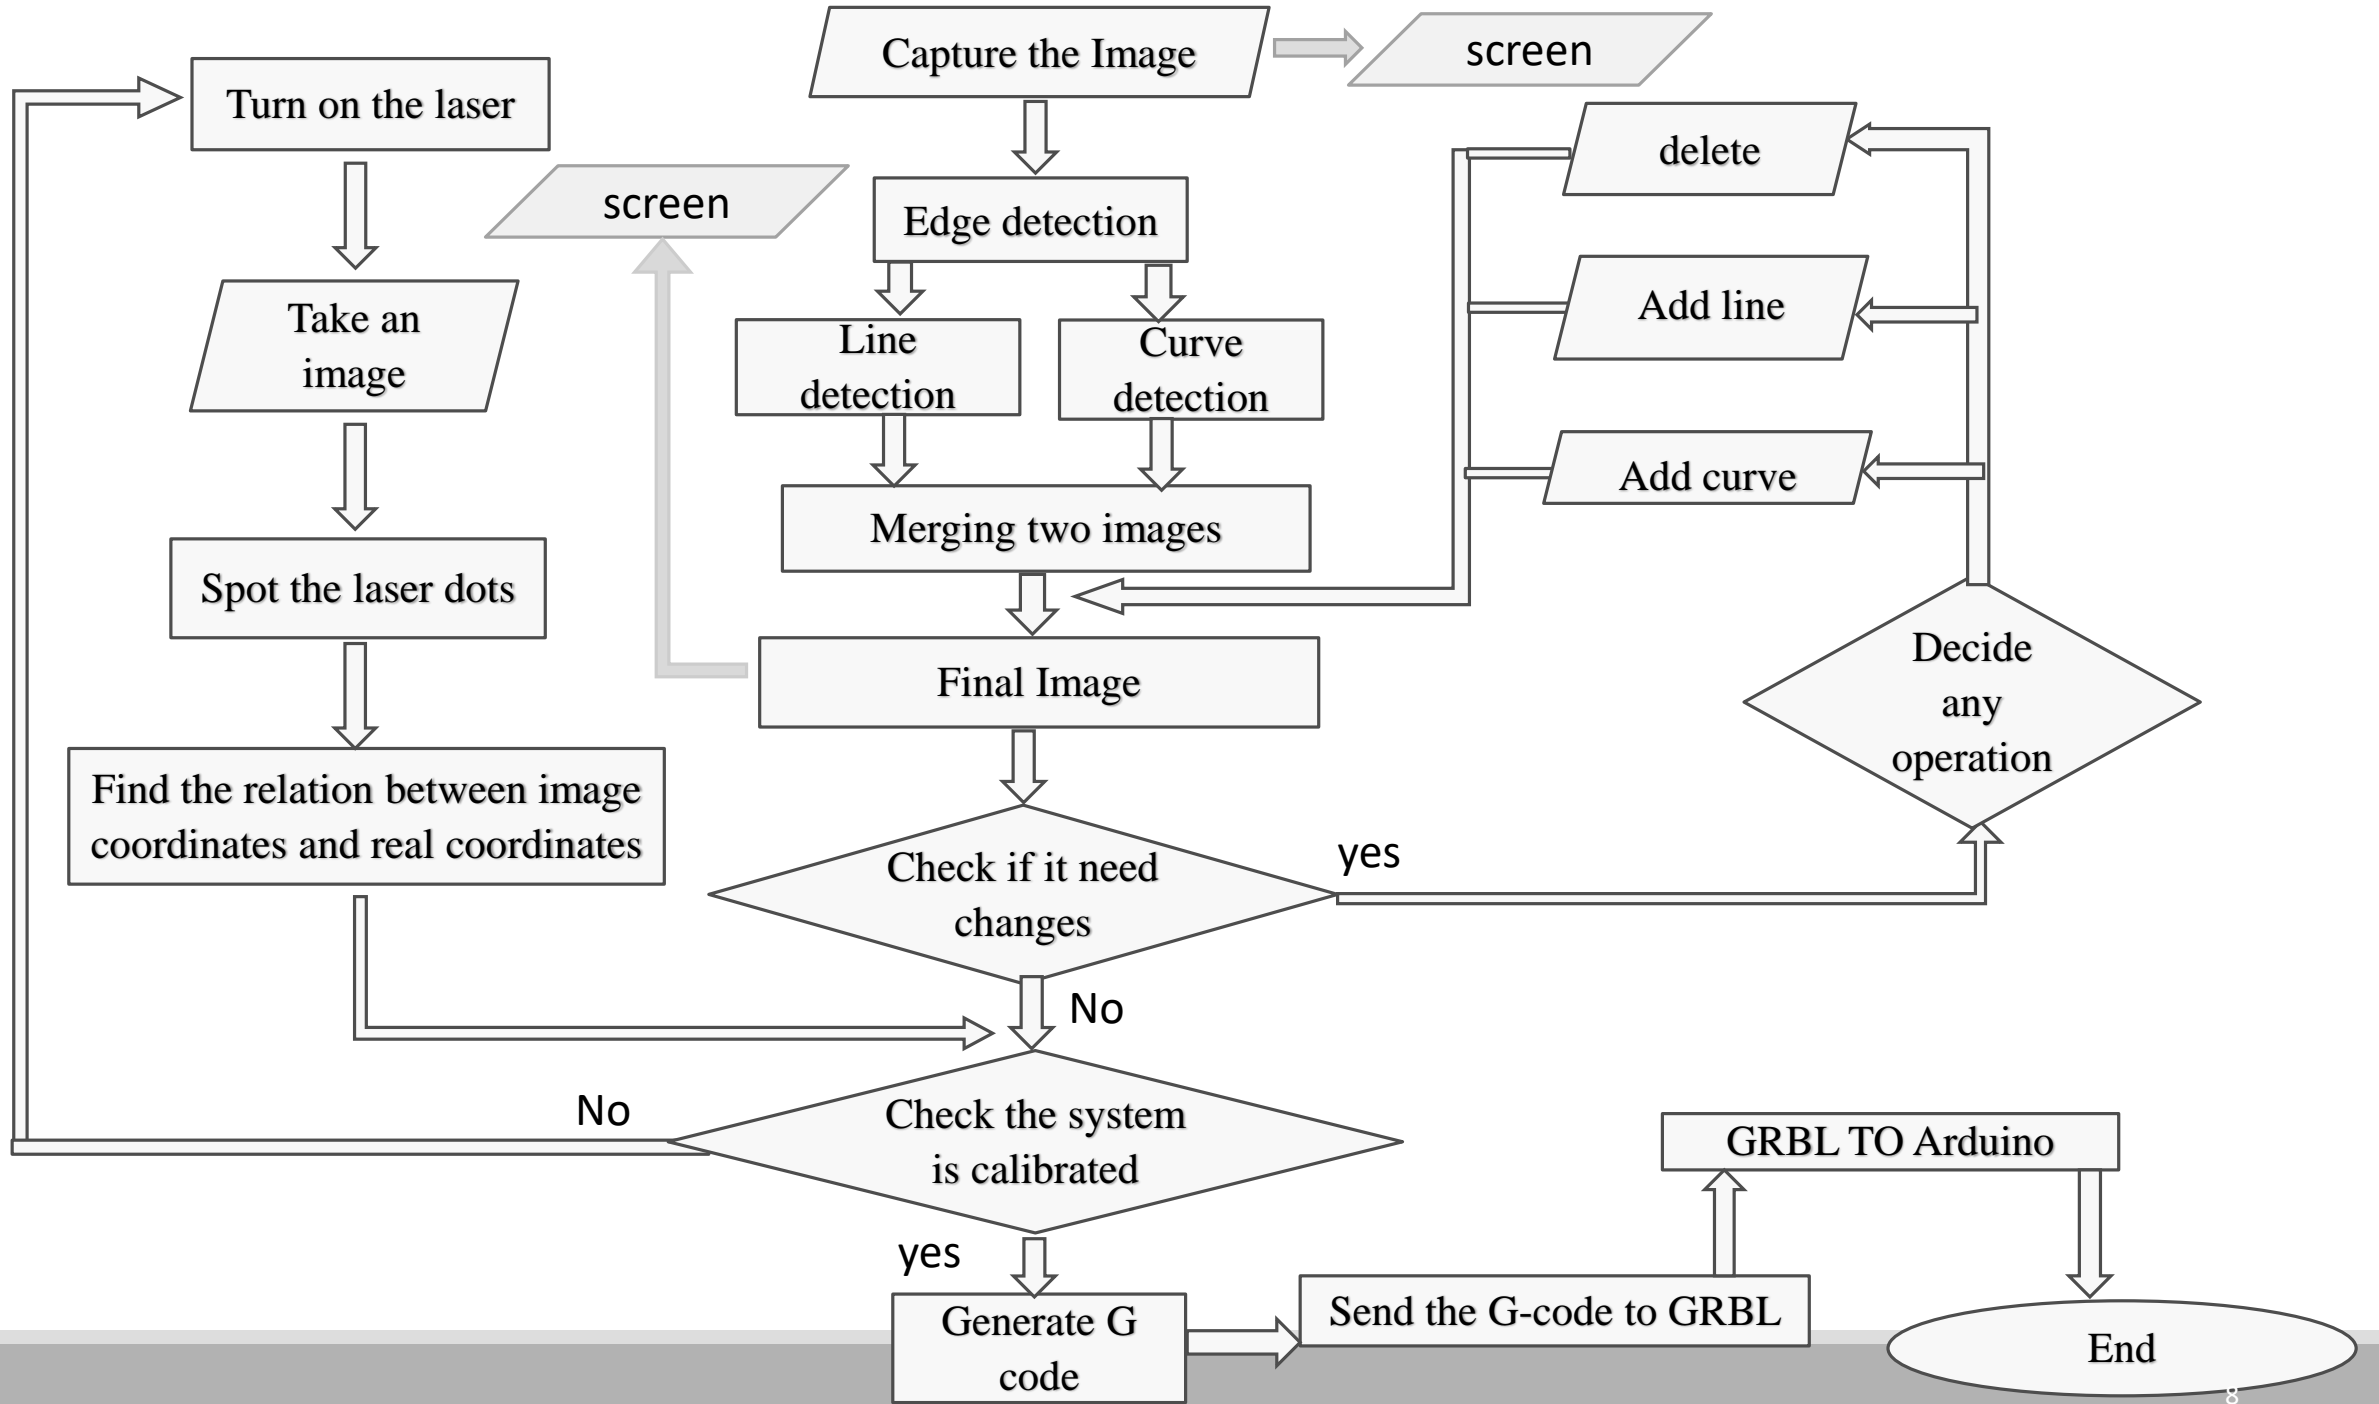 Capture the Image
screen
Turn on the laser
delete
screen
Edge detection
Take an
image
Line
detection
Curve
detection
Add line
Add curve
Merging two images
Spot the laser dots
Final Image
Decide
any
operation
Find the relation between image
coordinates and real coordinates
Check if it need
changes
yes
No
No
Check the system
is calibrated
GRBL TO Arduino
yes
Generate G
code
Send the G-code to GRBL
End
8